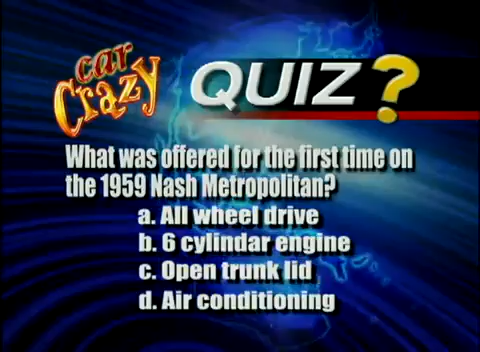 car
Crazy
QUIZ?
What was offered for the first time on
the 1959 Nash Metropolitan?
a. All wheel drive
b. 6 cylindar engine
c. Open trunk lid
d. Air conditioning